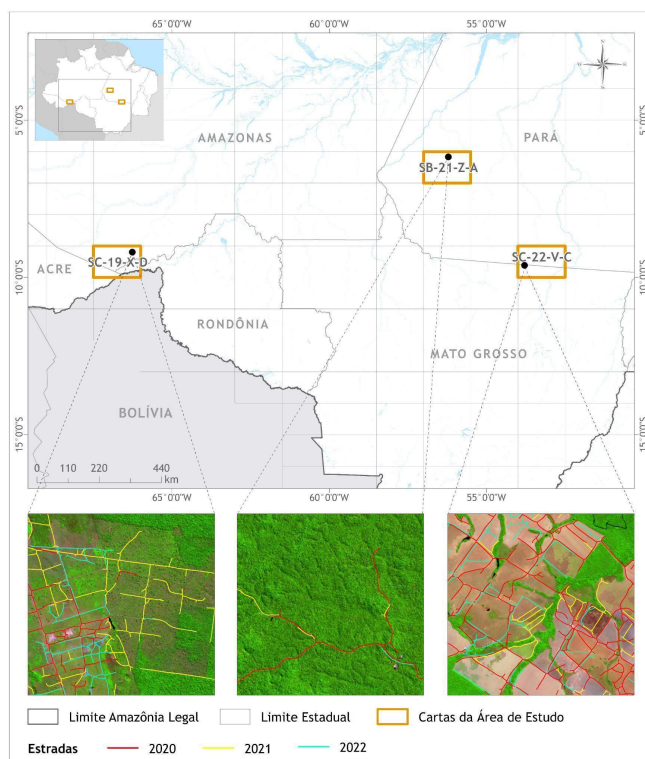 65°0'0"W 60°0'0"W 55°0'0"W
5°0'0"S 5°0'0"S
AMAZONAS PARÁ
SB-21-Z-A
SC-19-X-D SC-22-V-C
ACRE
10°0'0"S 10°0'0"S
RONDÔNIA
MATO GROSSO
BOLÍVIA
15°0'0"S 15°0'0"S
0 110 220 440
km
65°0'0"W 60°0'0"W 55°0'0"W
Limite Amazônia Legal Limite Estadual Cartas da Área de Estudo
Estradas 2020 2021 2022